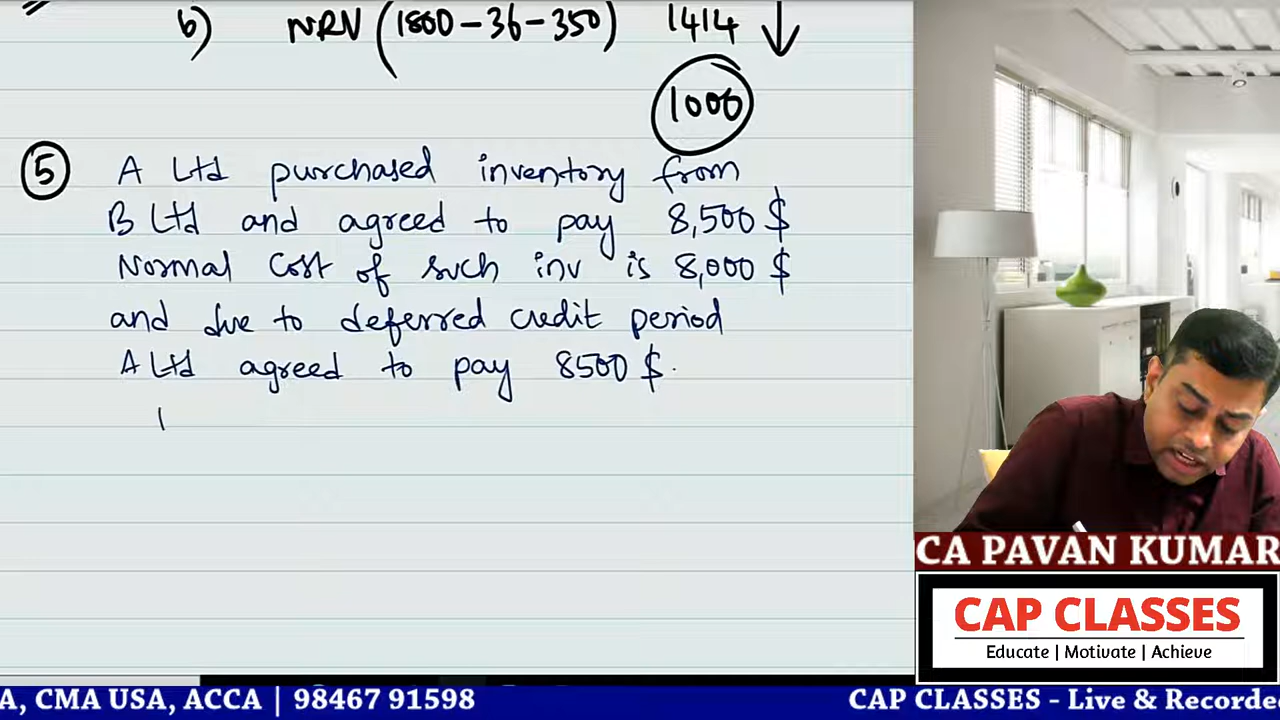 b) NRV (1800-36-350) 1414 ↓
1000
5 A Ltd purchased inventory from
B Ltd and agreed to pay 8,500 $
Normal Cost of such inv is 8,000 $
and due to deferred credit period
A Ltd agreed to pay 8500 $.
CA PAVAN KUMAR
CAP CLASSES
Educate | Motivate | Achieve
A, CMA USA, ACCA | 98467 91598
CAP CLASSES - Live & Recorde